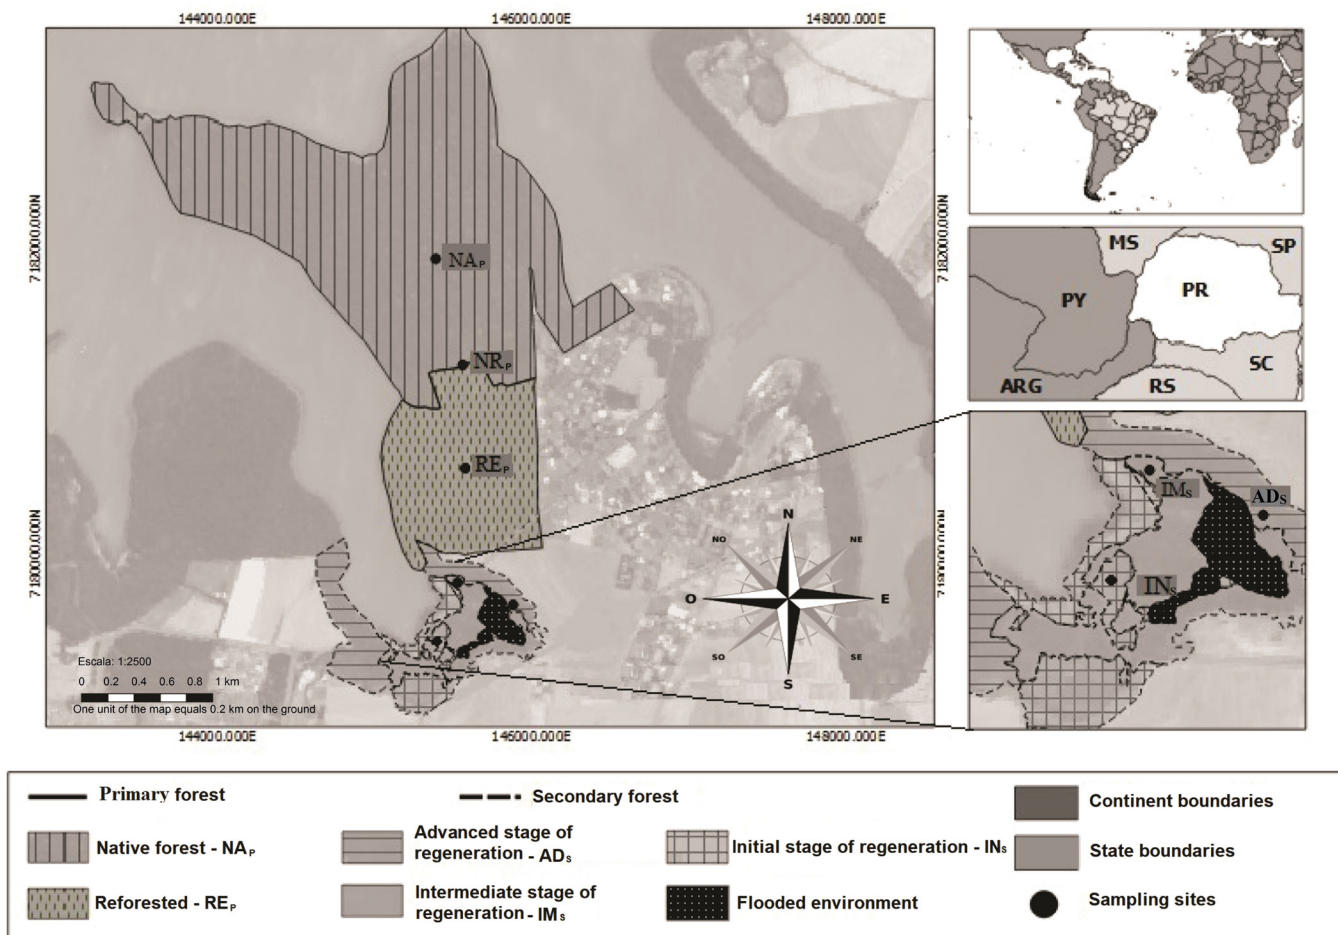 144000.000E
146000.000E
148000.000E
7182000.000N
7182000.000N
7180000.000N
7180000.000N
NAP
NRP
REP
N
NO
NE
O
E
SO
SE
S
Escala: 1:2500
0 0.2 0.4 0.6 0.8 1 km
One unit of the map equals 0.2 km on the ground
144000.000E
146000.000E
148000.000E
MS
SP
PY
PR
ARG
RS
SC
IMS
ADS
INS
Primary forest
Secondary forest
Continent boundaries
Native forest - NAP
Advanced stage of
regeneration - ADS
Initial stage of regeneration - INS
State boundaries
Reforested - REP
Intermediate stage of
regeneration - IMS
Flooded environment
Sampling sites